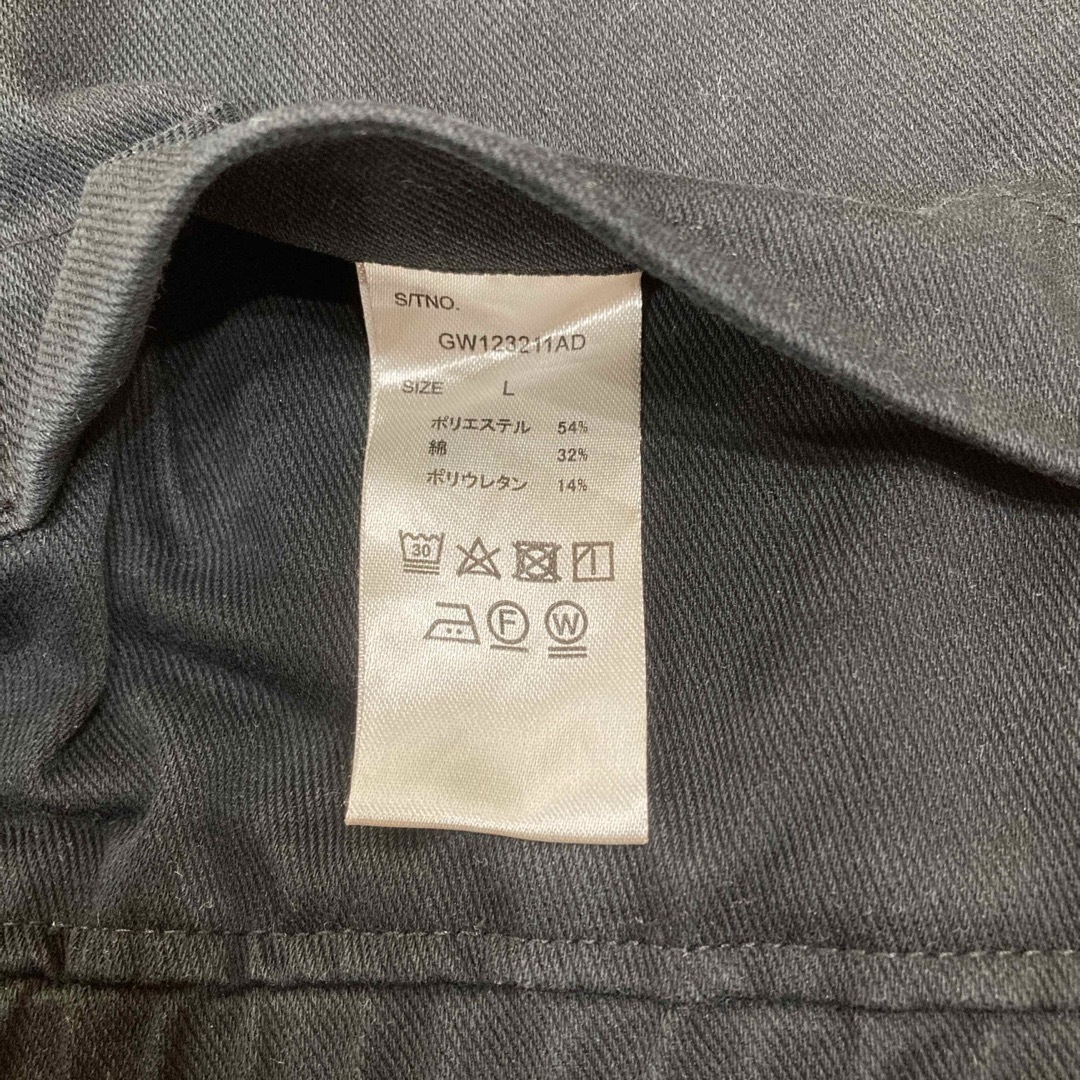 S/TNO.
GW123211AD
SIZE L
ポリエステル 54%
綿 32%
ポリウレタン 14%
30
F W